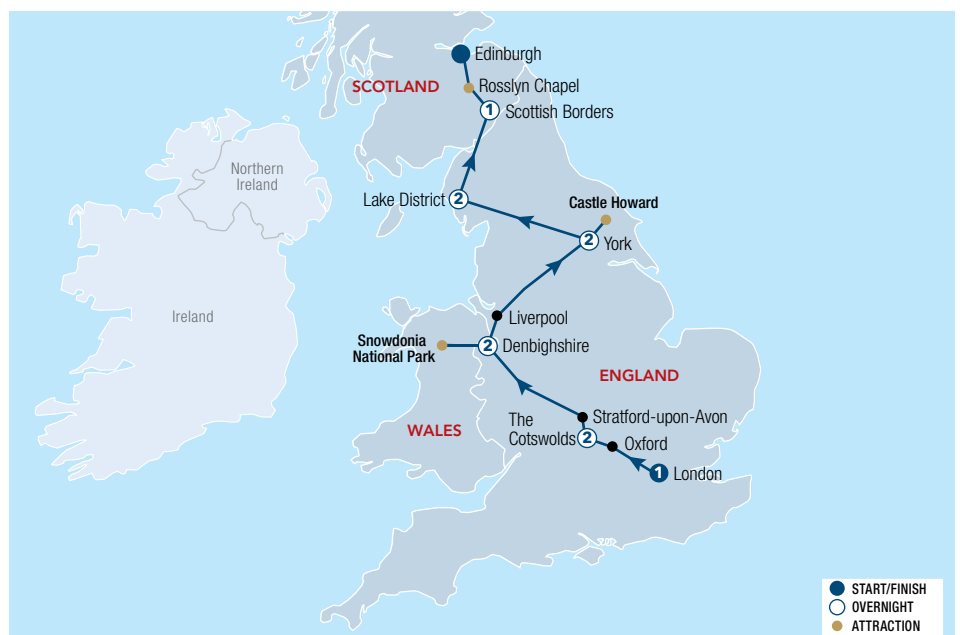 Edinburgh
SCOTLAND
Rosslyn Chapel
1
Scottish Borders
Northern
Ireland
Lake District
2
Castle Howard
2
York
Ireland
Liverpool
Snowdonia
National Park
2
Denbighshire
ENGLAND
WALES
The
Cotswolds
2
Stratford-upon-Avon
Oxford
1
London
START/FINISH
OVERNIGHT
ATTRACTION